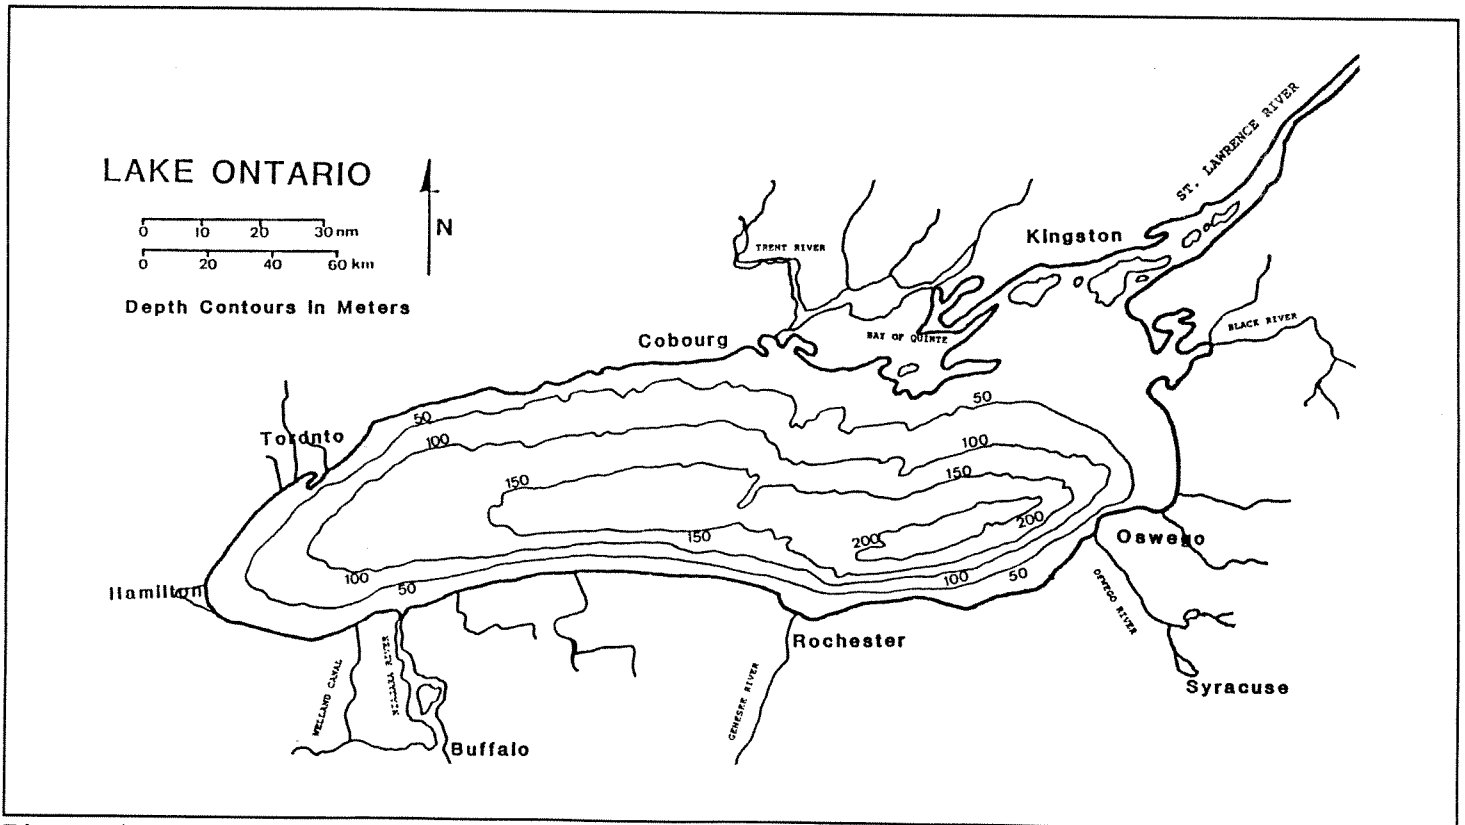 LAKE ONTARIO
N
0 10 20 30 nm
0 20 40 60 km
Depth Contours In Meters
ST. LAWRENCE RIVER
Kingston
TRENT RIVER
BLACK RIVER
BAY OF QUINTE
Cobourg
50
50
Toronto
100
100
150
150
200
200
150
Oswego
100
50
100
50
Hamilton
OSWEGO RIVER
Rochester
WELLAND CANAL
NIAGARA RIVER
GENESEE RIVER
Syracuse
Buffalo